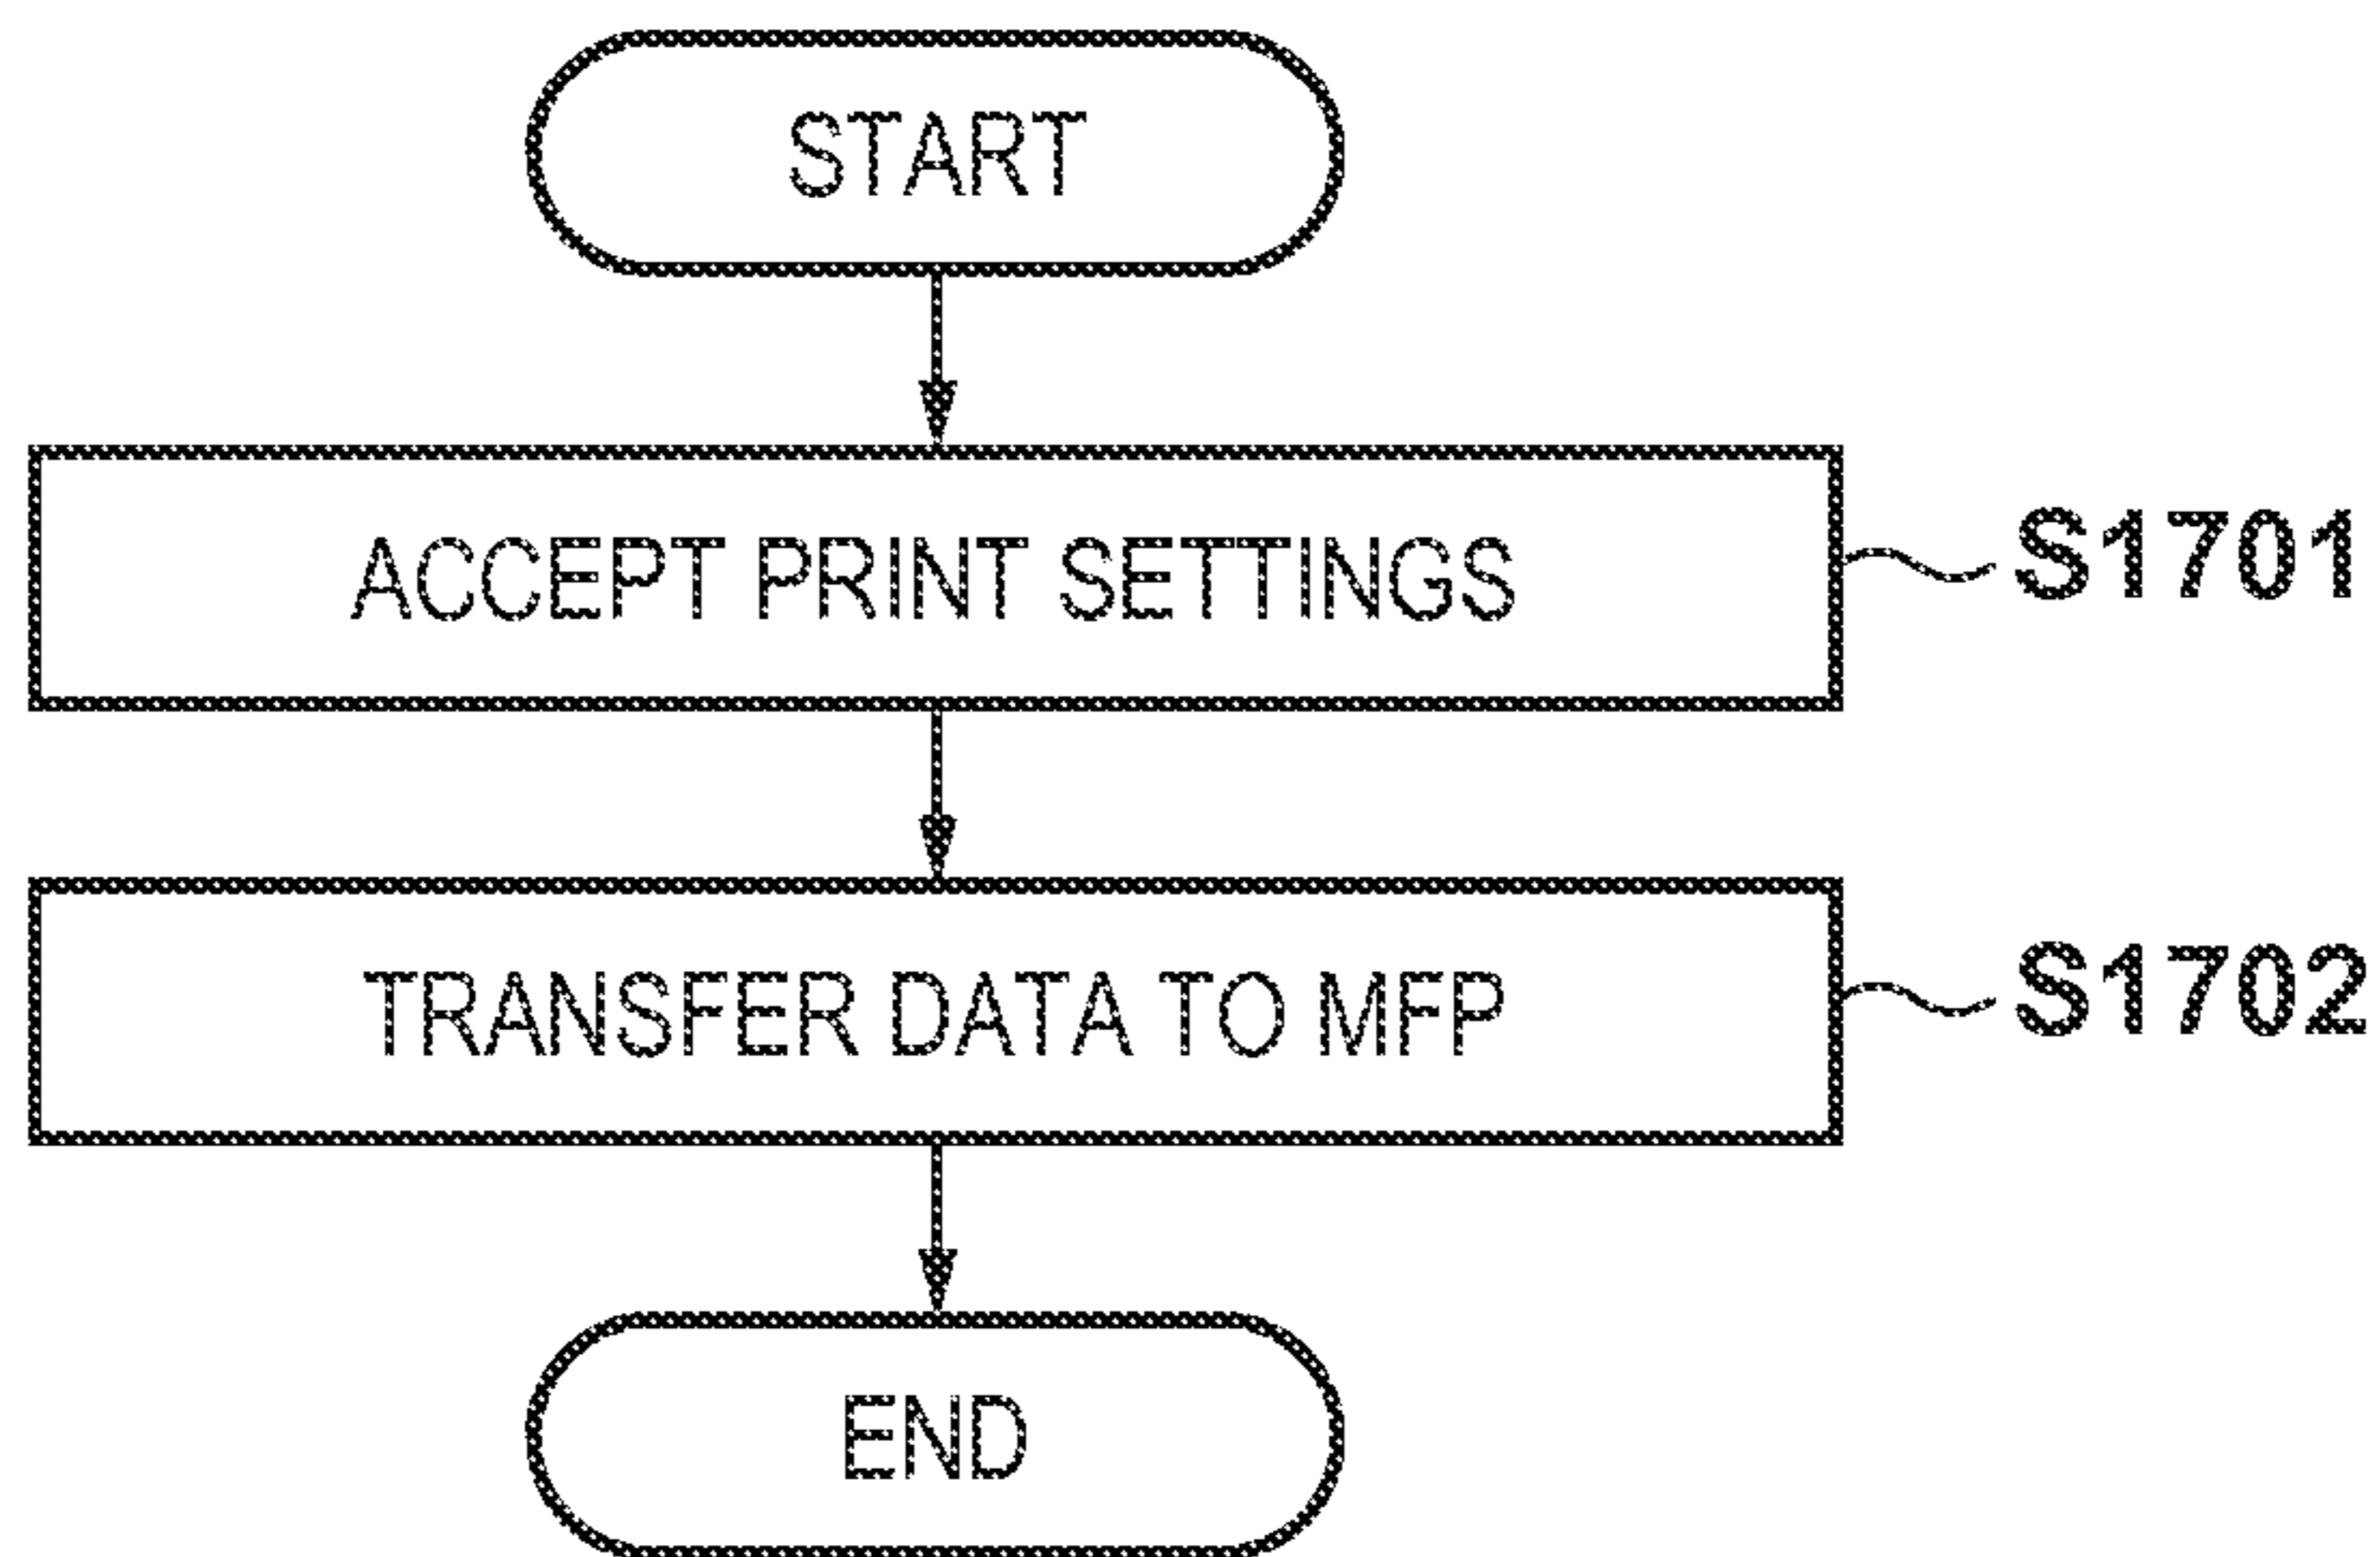 START
ACCEPT PRINT SETTINGS
S1701
TRANSFER DATA TO MFP
S1702
END